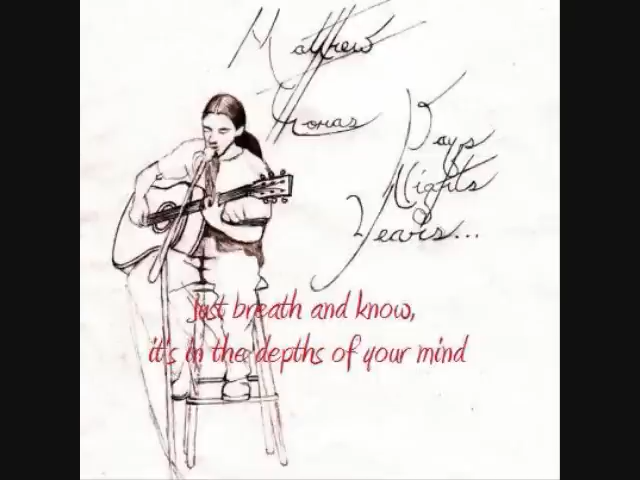 Matthew
Thomas
Days
Nights
Years...
Just breath and know,
it's in the depths of your mind